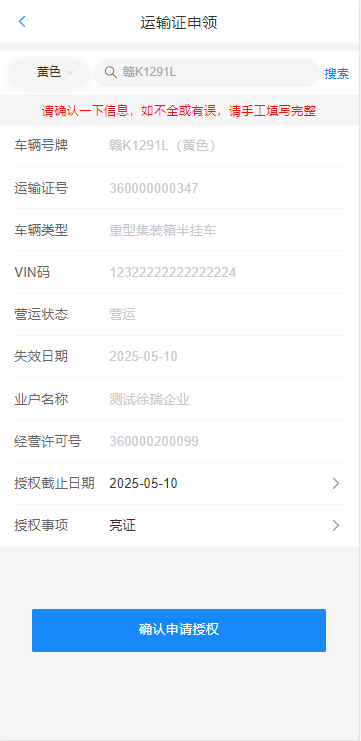 运输证申领
黄色 赣K1291L 搜索
请确认一下信息，如不全或有误，请手工填写完整
车辆号牌 赣K1291L（黄色）
运输证号 360000000347
车辆类型 重型集装箱半挂车
VIN码 12322222222222224
营运状态 营运
失效日期 2025-05-10
业户名称 测试徐瑞企业
经营许可号 360000200099
授权截止日期 2025-05-10
授权事项 亮证
确认申请授权